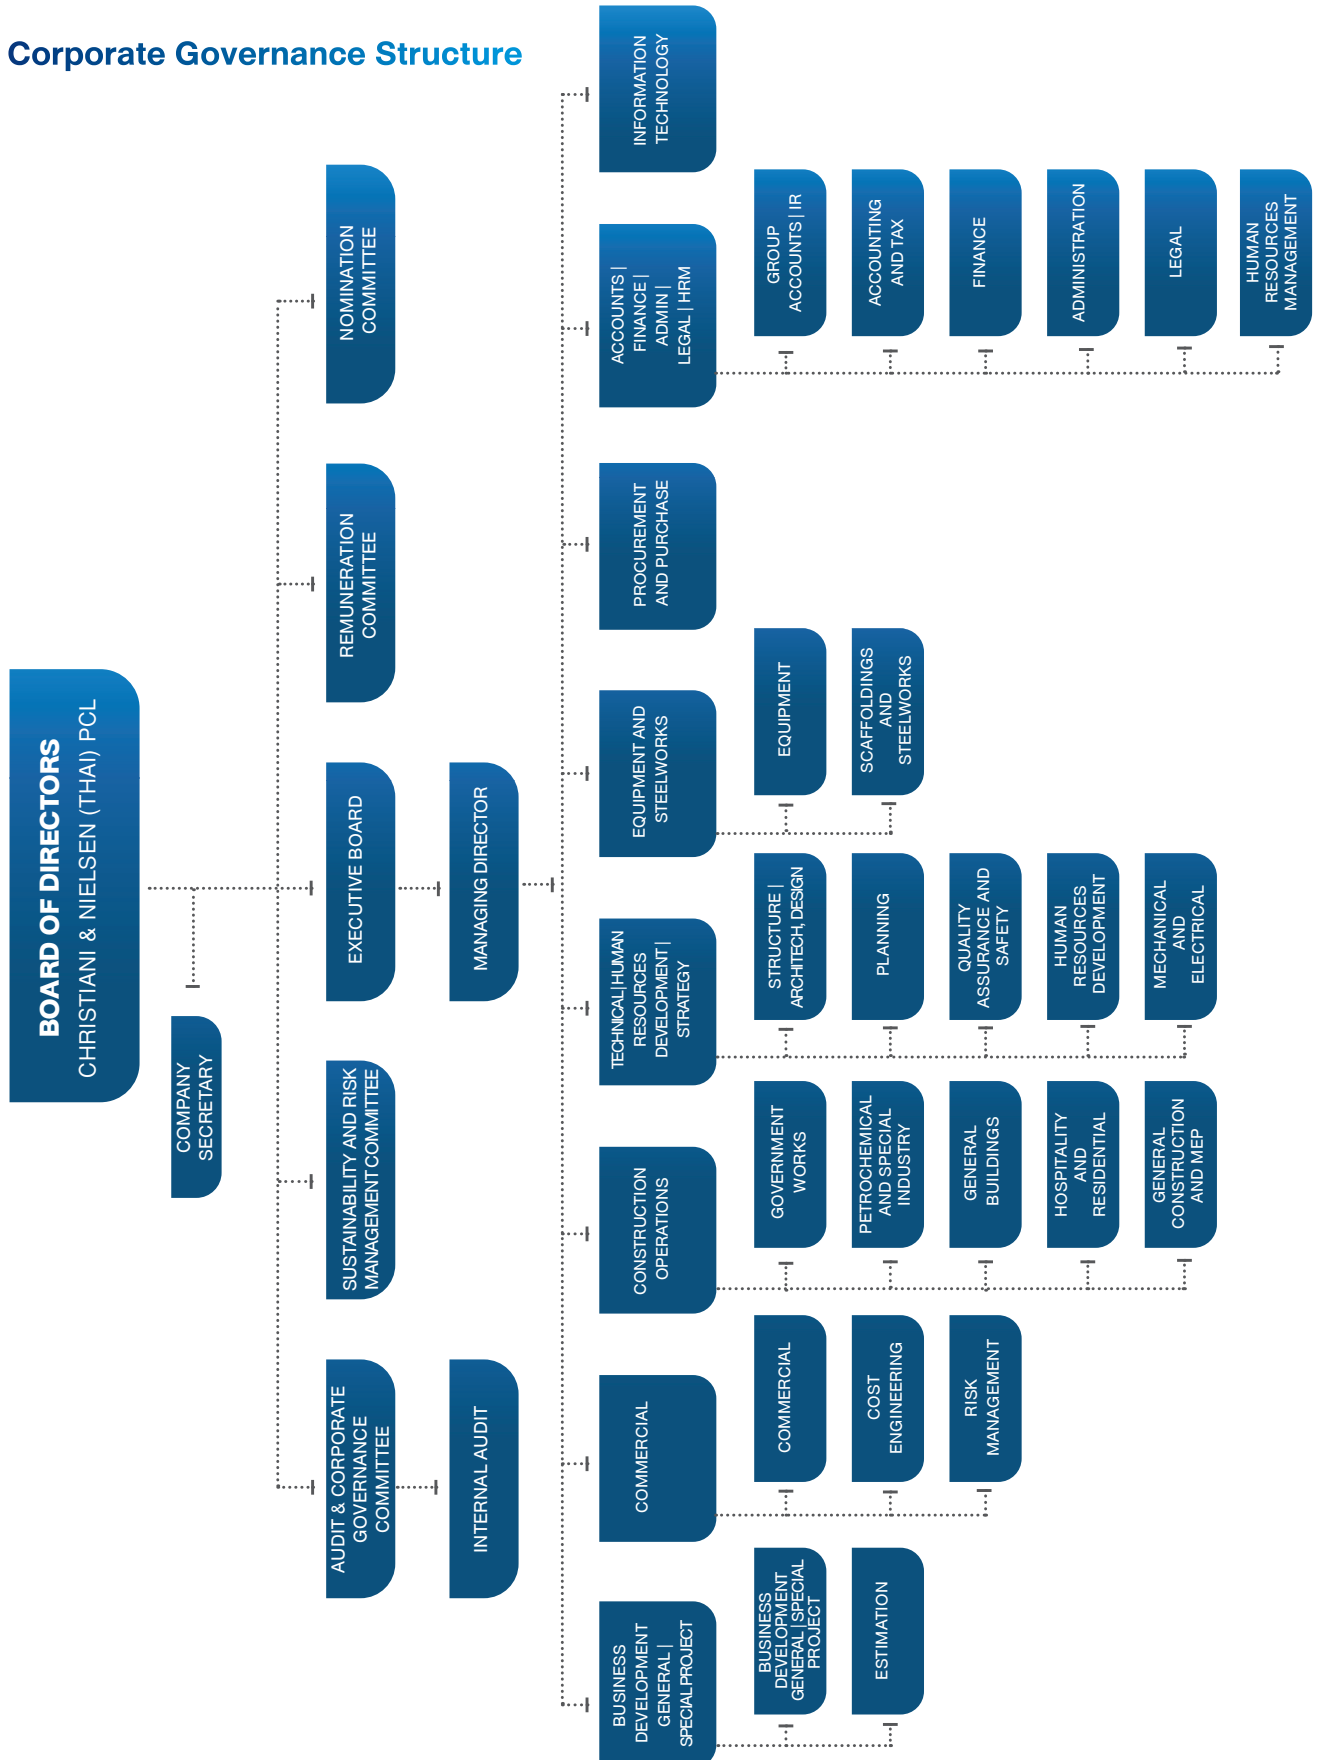 Corporate Governance Structure
BOARD OF DIRECTORS
CHRISTIANI & NIELSEN (THAI) PCL
COMPANY
SECRETARY
AUDIT & CORPORATE
GOVERNANCE
COMMITTEE
SUSTAINABILITY AND RISK
MANAGEMENT COMMITTEE
EXECUTIVE BOARD
REMUNERATION
COMMITTEE
NOMINATION
COMMITTEE
INTERNAL AUDIT
MANAGING DIRECTOR
BUSINESS
DEVELOPMENT
GENERAL |
SPECIAL PROJECT
COMMERCIAL
CONSTRUCTION
OPERATIONS
TECHNICAL | HUMAN
RESOURCES
DEVELOPMENT |
STRATEGY
EQUIPMENT AND
STEELWORKS
PROCUREMENT
AND PURCHASE
ACCOUNTS |
FINANCE |
ADMIN |
LEGAL | HRM
INFORMATION
TECHNOLOGY
BUSINESS
DEVELOPMENT
GENERAL | SPECIAL
PROJECT
ESTIMATION
COMMERCIAL
COST
ENGINEERING
RISK
MANAGEMENT
GOVERNMENT
WORKS
PETROCHEMICAL
AND SPECIAL
INDUSTRY
GENERAL
BUILDINGS
HOSPITALITY
AND
RESIDENTIAL
GENERAL
CONSTRUCTION
AND MEP
STRUCTURE |
ARCHITECH, DESIGN
PLANNING
QUALITY
ASSURANCE AND
SAFETY
HUMAN
RESOURCES
DEVELOPMENT
MECHANICAL
AND
ELECTRICAL
EQUIPMENT
SCAFFOLDINGS
AND
STEELWORKS
GROUP
ACCOUNTS | IR
ACCOUNTING
AND TAX
FINANCE
ADMINISTRATION
LEGAL
HUMAN
RESOURCES
MANAGEMENT